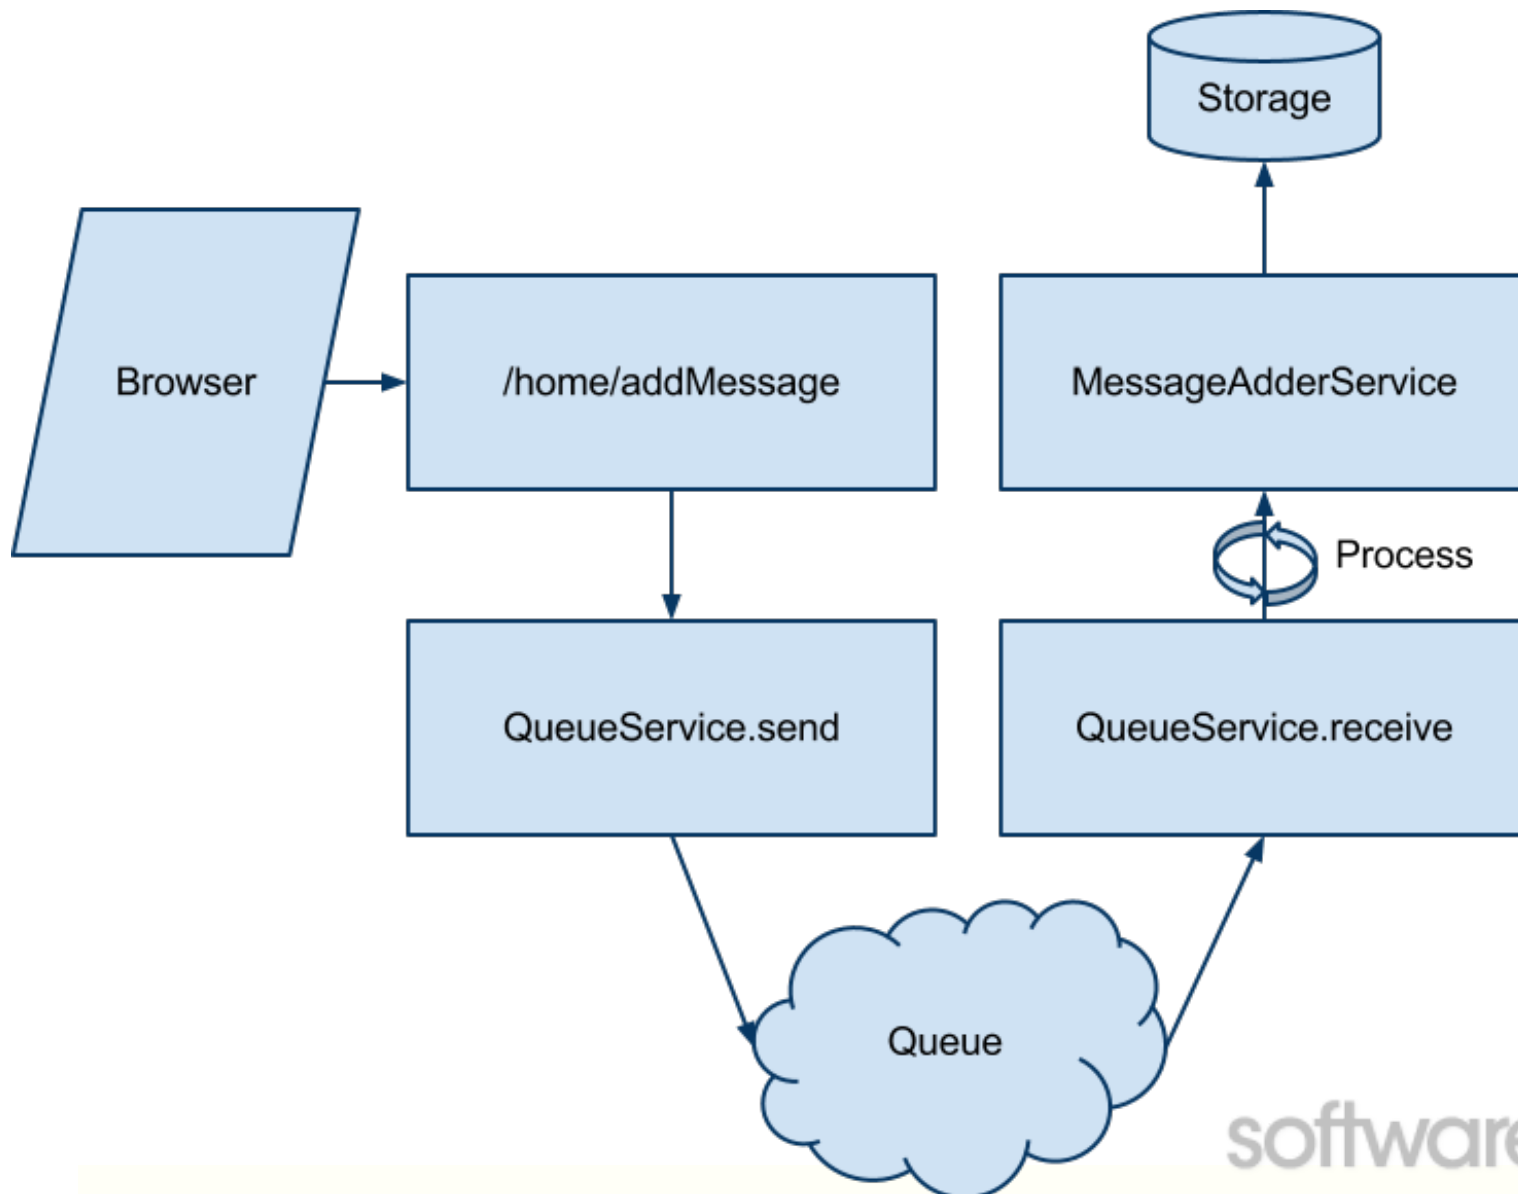 Storage
Browser
/home/addMessage
MessageAdderService
Process
QueueService.send
QueueService.receive
Queue
software